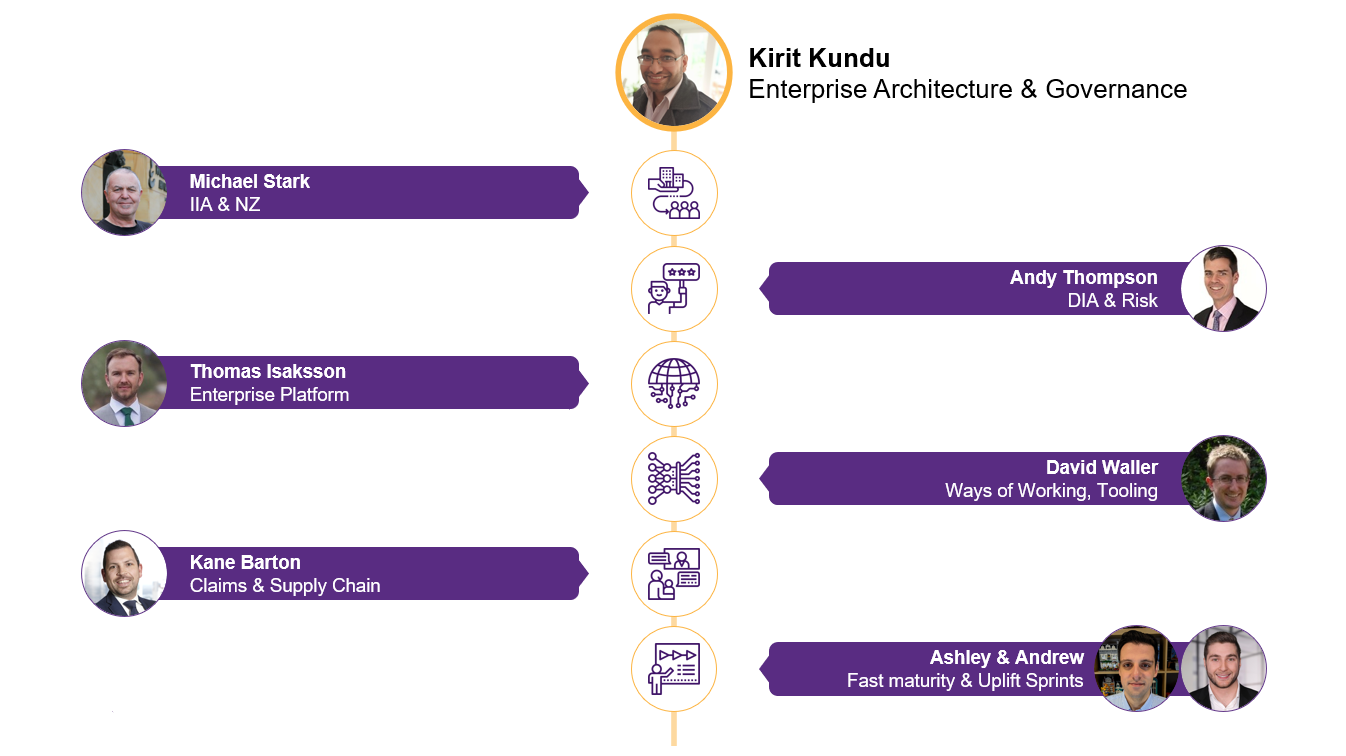 Kirit Kundu
Enterprise Architecture & Governance
Michael Stark
IIA & NZ
Andy Thompson
DIA & Risk
Thomas Isaksson
Enterprise Platform
David Waller
Ways of Working, Tooling
Kane Barton
Claims & Supply Chain
Ashley & Andrew
Fast maturity & Uplift Sprints